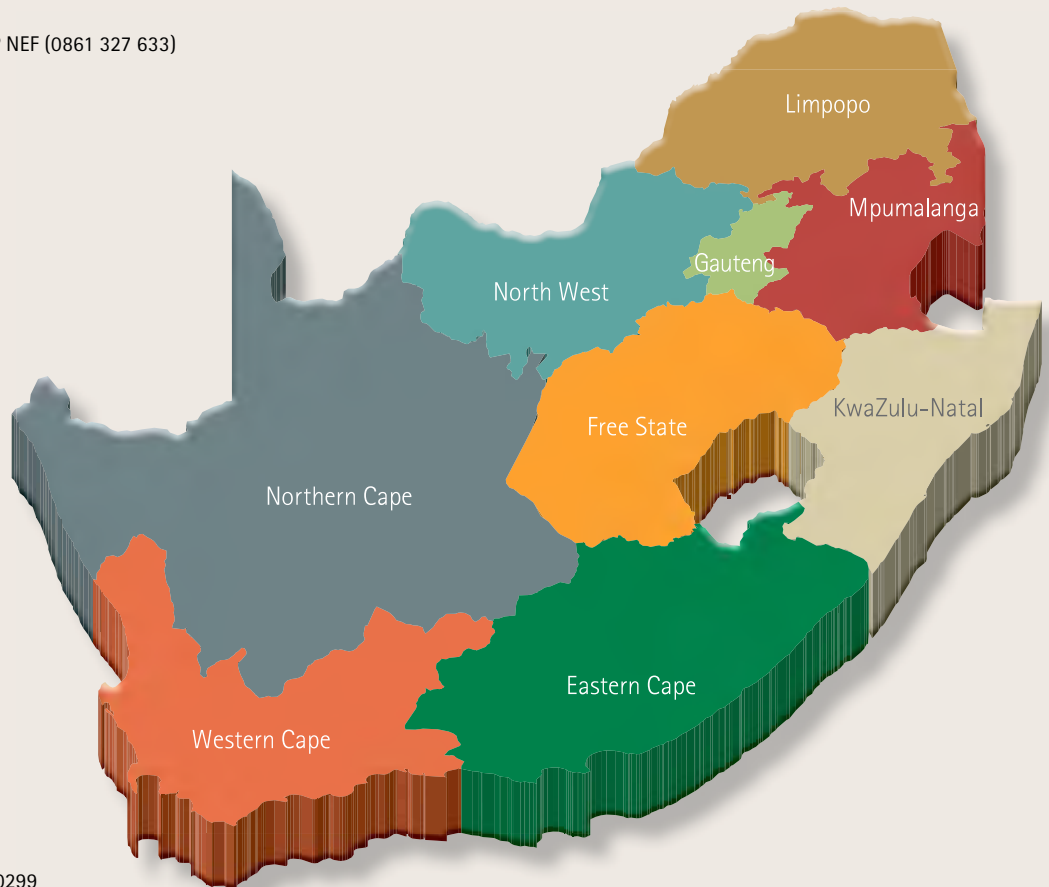 NEF (0861 327 633)
Limpopo
Mpumalanga
Gauteng
North West
KwaZulu-Natal
Free State
Northern Cape
Eastern Cape
Western Cape
0299